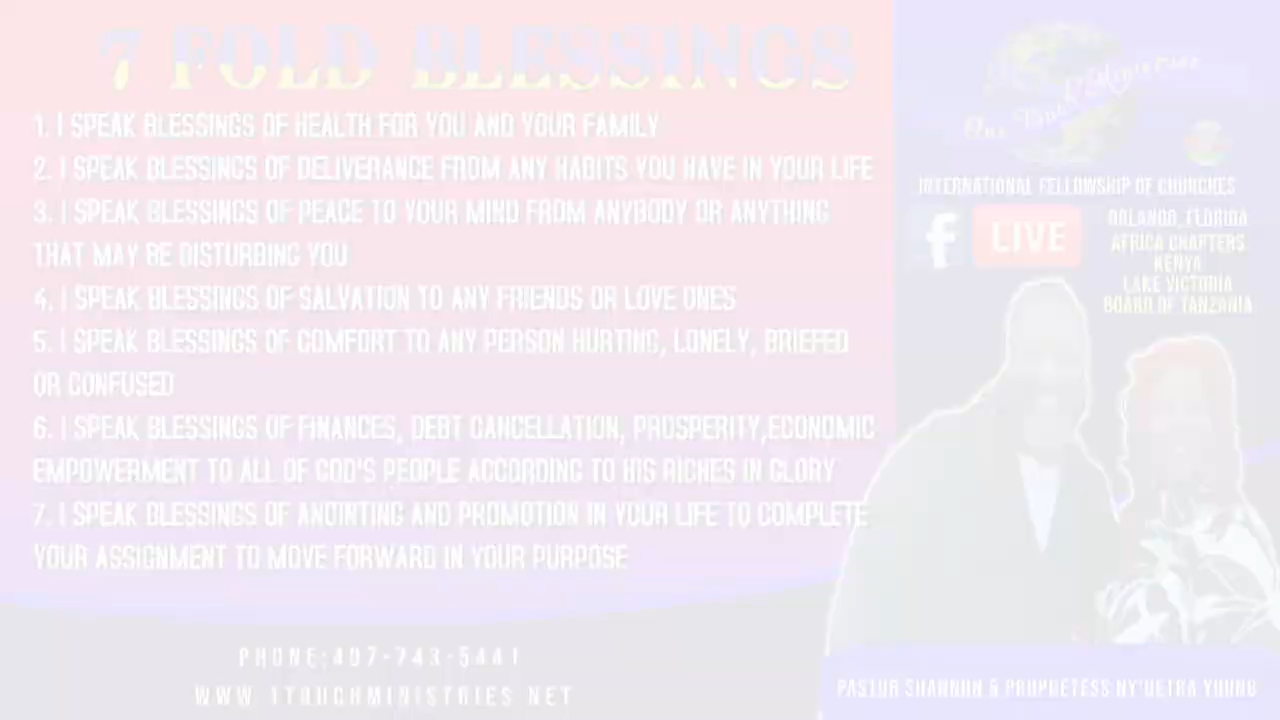 7 FOLD BLESSINGS
1. I SPEAK BLESSINGS OF HEALTH FOR YOU AND YOUR FAMILY
2. I SPEAK BLESSINGS OF DELIVERANCE FROM ANY HABITS YOU HAVE IN YOUR LIFE
3. I SPEAK BLESSINGS OF PEACE TO YOUR MIND FROM ANYBODY OR ANYTHING
THAT MAY BE DISTURBING YOU
4. I SPEAK BLESSINGS OF SALVATION TO ANY FRIENDS OR LOVE ONES
5. I SPEAK BLESSINGS OF COMFORT TO ANY PERSON HURTING, LONELY, BRIEFED
OR CONFUSED
6. I SPEAK BLESSINGS OF FINANCES, DEBT CANCELLATION, PROSPERITY,ECONOMIC
EMPOWERMENT TO ALL OF GOD'S PEOPLE ACCORDING TO HIS RICHES IN GLORY
7. I SPEAK BLESSINGS OF ANOINTING AND PROMOTION IN YOUR LIFE TO COMPLETE
YOUR ASSIGNMENT TO MOVE FORWARD IN YOUR PURPOSE
PHONE:407-743-5441
WWW.1TOUCHMINISTRIES.NET
One Touch Ministries
INTERNATIONAL FELLOWSHIP OF CHURCHES
f LIVE
ORLANDO, FLORIDA
AFRICA CHAPTERS
KENYA
LAKE VICTORIA
BOARD OF TANZANIA
PASTOR SHANNON & PROPHETESS YOUNG